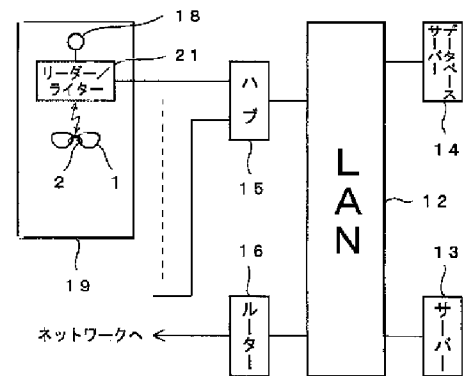 18
リーダー／
ライター
21
2
1
19
ハブ
15
LAN
12
データベース
サーバー
14
16
ルーター
13
サーバー
ネットワークへ